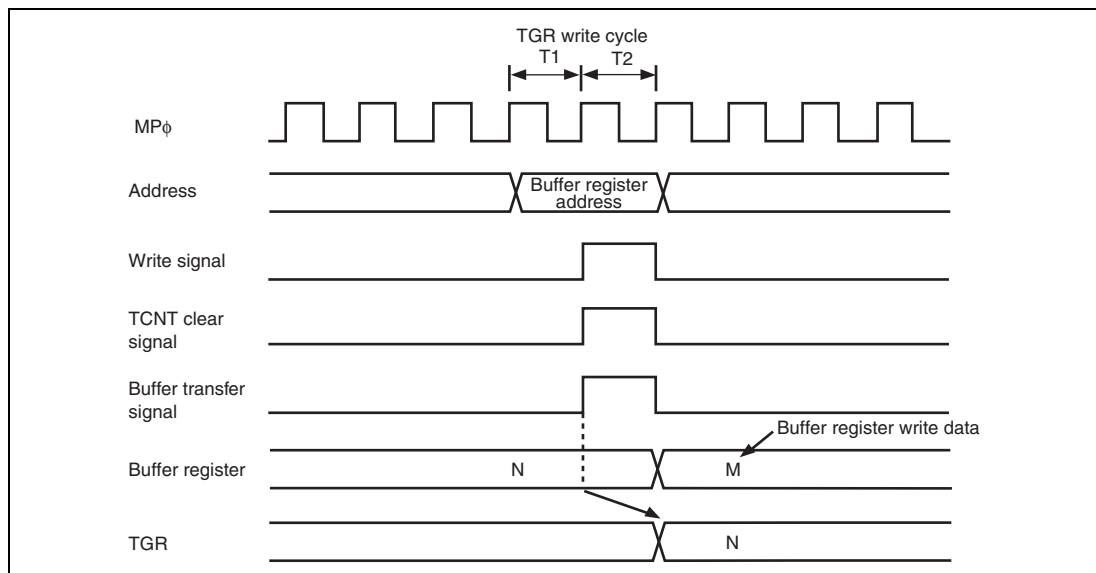 TGR write cycle
T1 T2
MPϕ
Address
Buffer register
address
Write signal
TCNT clear
signal
Buffer transfer
signal
Buffer register write data
Buffer register
N M
TGR
N